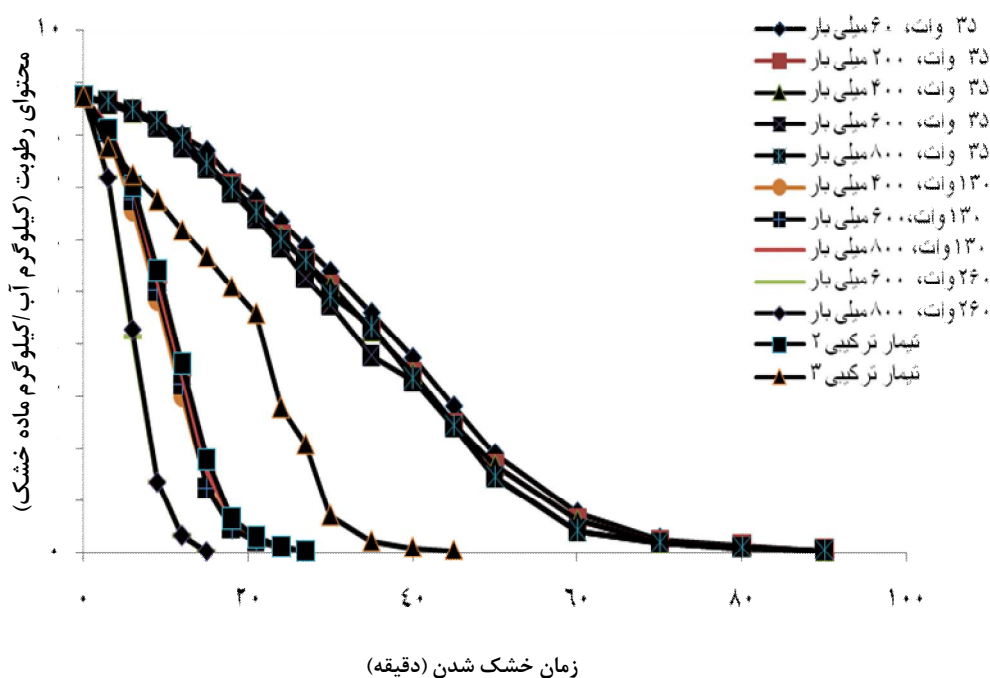 ۱۰
۰
۰
۰
محتوای رطوبت (کیلوگرم آب/کیلوگرم ماده خشک)
۳۵ وات، ۶۰ میلی بار
۳۵ وات، ۲۰۰ میلی بار
۳۵ وات، ۴۰۰ میلی بار
۳۵ وات، ۶۰۰ میلی بار
۳۵ وات، ۸۰۰ میلی بار
۱۳۰ وات، ۴۰۰ میلی بار
۱۳۰ وات، ۶۰۰ میلی بار
۱۳۰ وات، ۸۰۰ میلی بار
۲۶۰ وات، ۶۰۰ میلی بار
۲۶۰ وات، ۸۰۰ میلی بار
تیمار ترکیبی ۲
تیمار ترکیبی ۳
۰ ۲۰ ۴۰ ۶۰ ۸۰ ۱۰۰
زمان خشک شدن (دقیقه)